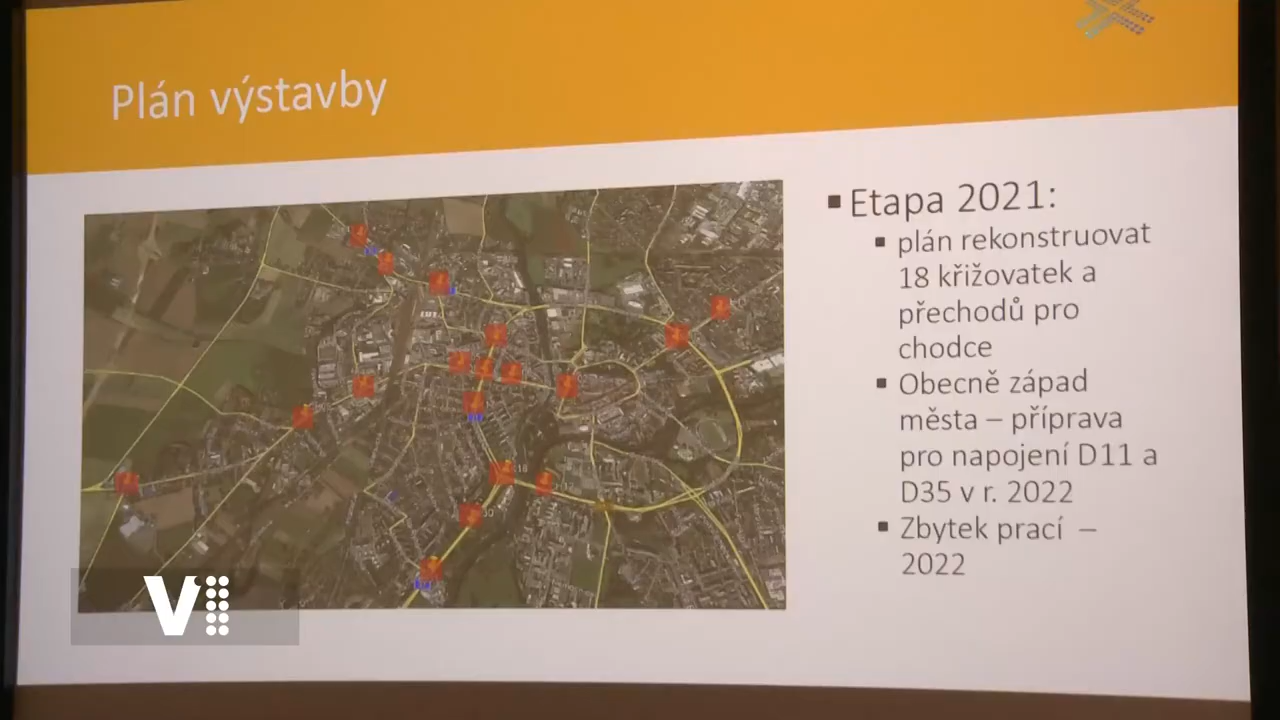 Plán výstavby
Etapa 2021:
plán rekonstruovat
18 křižovatek a
přechodů pro
chodce
Obecně západ
města – příprava
pro napojení D11 a
D35 v r. 2022
Zbytek prací –
2022
V